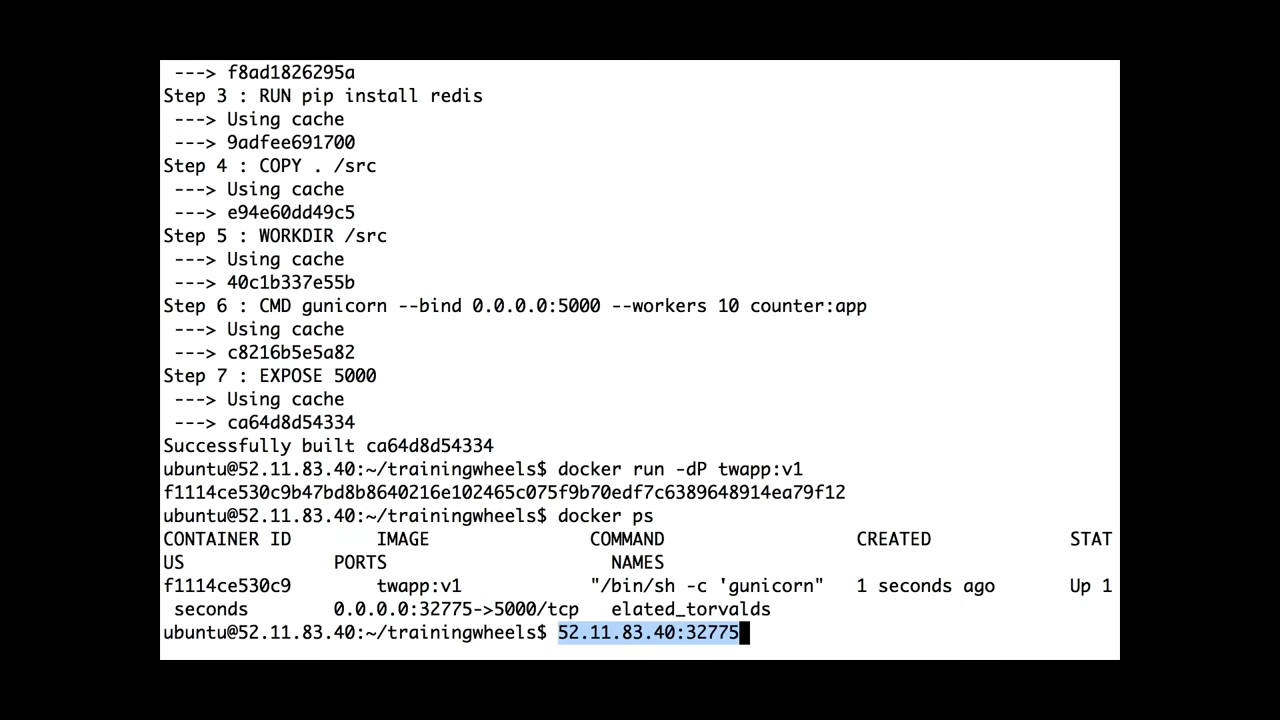 ---> f8ad1826295a
Step 3 : RUN pip install redis
---> Using cache
---> 9adfee691700
Step 4 : COPY . /src
---> Using cache
---> e94e60dd49c5
Step 5 : WORKDIR /src
---> Using cache
---> 40c1b337e55b
Step 6 : CMD gunicorn --bind 0.0.0.0:5000 --workers 10 counter:app
---> Using cache
---> c8216b5e5a82
Step 7 : EXPOSE 5000
---> Using cache
---> ca64d8d54334
Successfully built ca64d8d54334
ubuntu@52.11.83.40:~/trainingwheels$ docker run -dP twapp:v1
f1114ce530c9b47bd8b8640216e102465c075f9b70edf7c6389648914ea79f12
ubuntu@52.11.83.40:~/trainingwheels$ docker ps
CONTAINER ID        IMAGE               COMMAND                  CREATED             STAT
US              PORTS                     NAMES
f1114ce530c9        twapp:v1            "/bin/sh -c 'gunicorn"   1 seconds ago       Up 1
 seconds        0.0.0.0:32775->5000/tcp   elated_torvalds
ubuntu@52.11.83.40:~/trainingwheels$ 52.11.83.40:32775